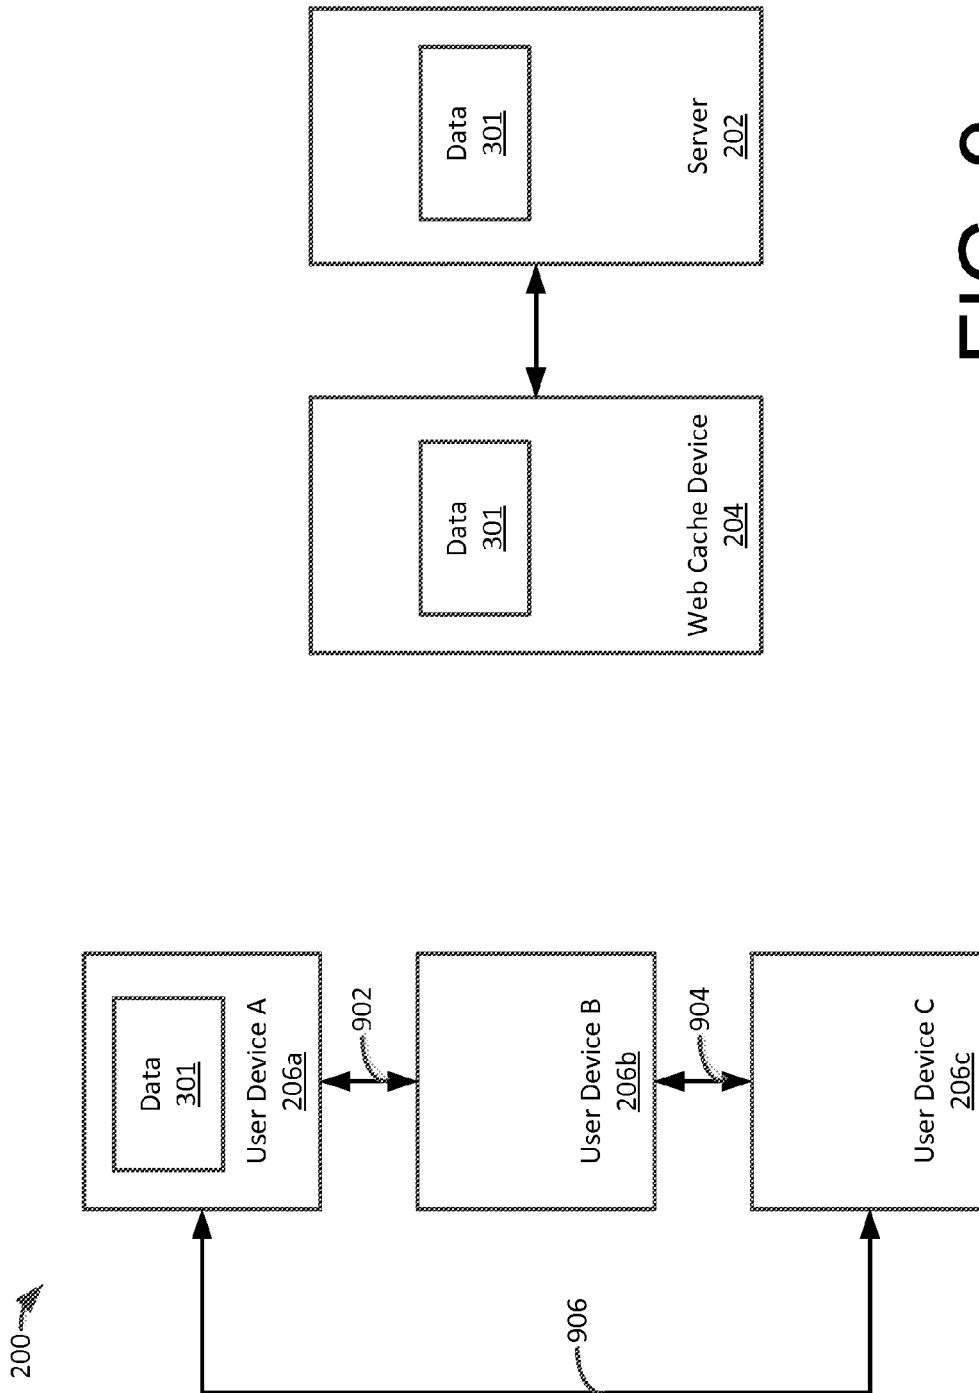 200
Data
301
User Device A
206a
902
User Device B
206b
904
User Device C
206c
906
Data
301
Web Cache Device
204
Data
301
Server
202
FIG